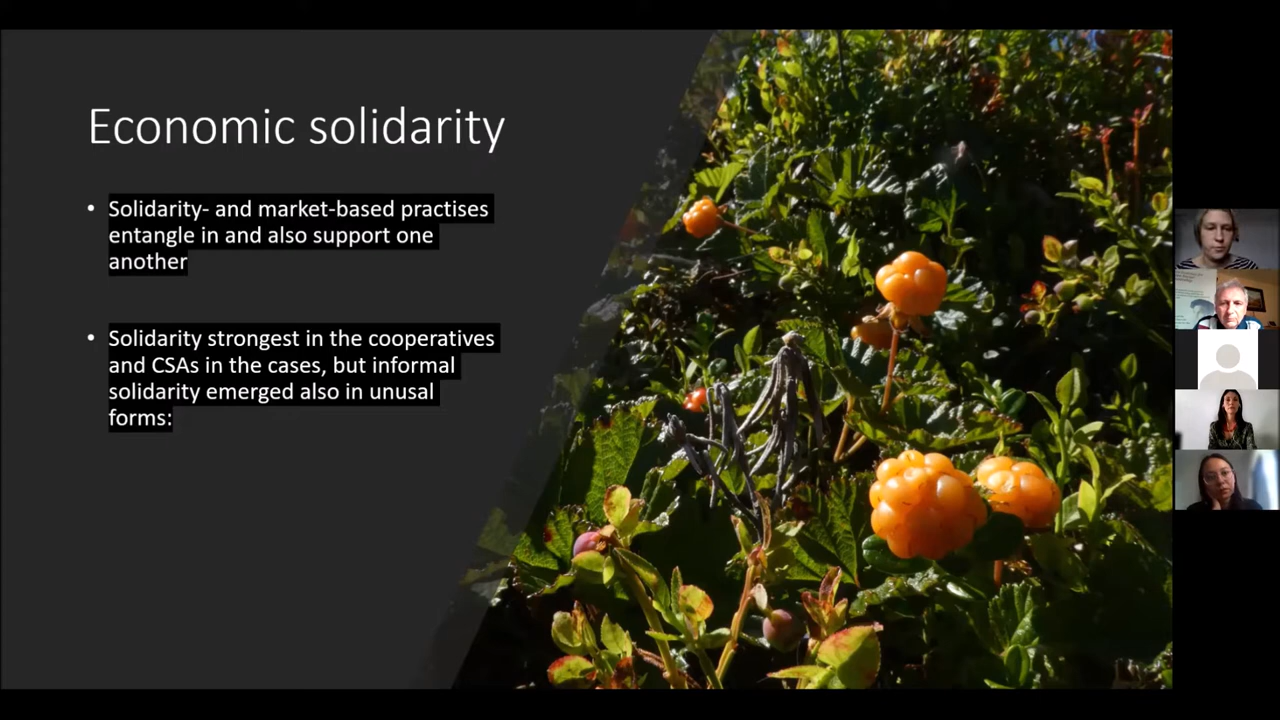 Economic solidarity
• Solidarity- and market-based practises
entangle in and also support one
another
• Solidarity strongest in the cooperatives
and CSAs in the cases, but informal
solidarity emerged also in unusal
forms: